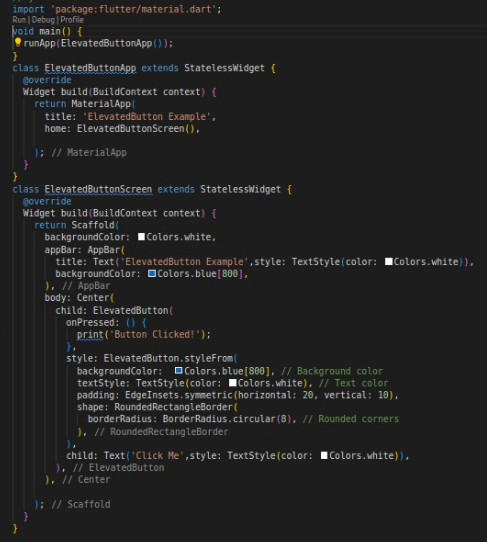 import 'package:flutter/material.dart';
Run | Debug | Profile
void main() {
runApp(ElevatedButtonApp());
}
class ElevatedButtonApp extends StatelessWidget {
@override
Widget build(BuildContext context) {
return MaterialApp(
title: 'ElevatedButton Example',
home: ElevatedButtonScreen(),
); // MaterialApp
}
}
class ElevatedButtonScreen extends StatelessWidget {
@override
Widget build(BuildContext context) {
return Scaffold(
backgroundColor: Colors.white,
appBar: AppBar(
title: Text('ElevatedButton Example',style: TextStyle(color: Colors.white)),
backgroundColor: Colors.blue[800],
), // AppBar
body: Center(
child: ElevatedButton(
onPressed: () {
print('Button Clicked!');
},
style: ElevatedButton.styleFrom(
backgroundColor: Colors.blue[800], // Background color
textStyle: TextStyle(color: Colors.white), // Text color
padding: EdgeInsets.symmetric(horizontal: 20, vertical: 10),
shape: RoundedRectangleBorder(
borderRadius: BorderRadius.circular(8), // Rounded corners
), // RoundedRectangleBorder
),
child: Text('Click Me',style: TextStyle(color: Colors.white)),
), // ElevatedButton
), // Center
); // Scaffold
}
}